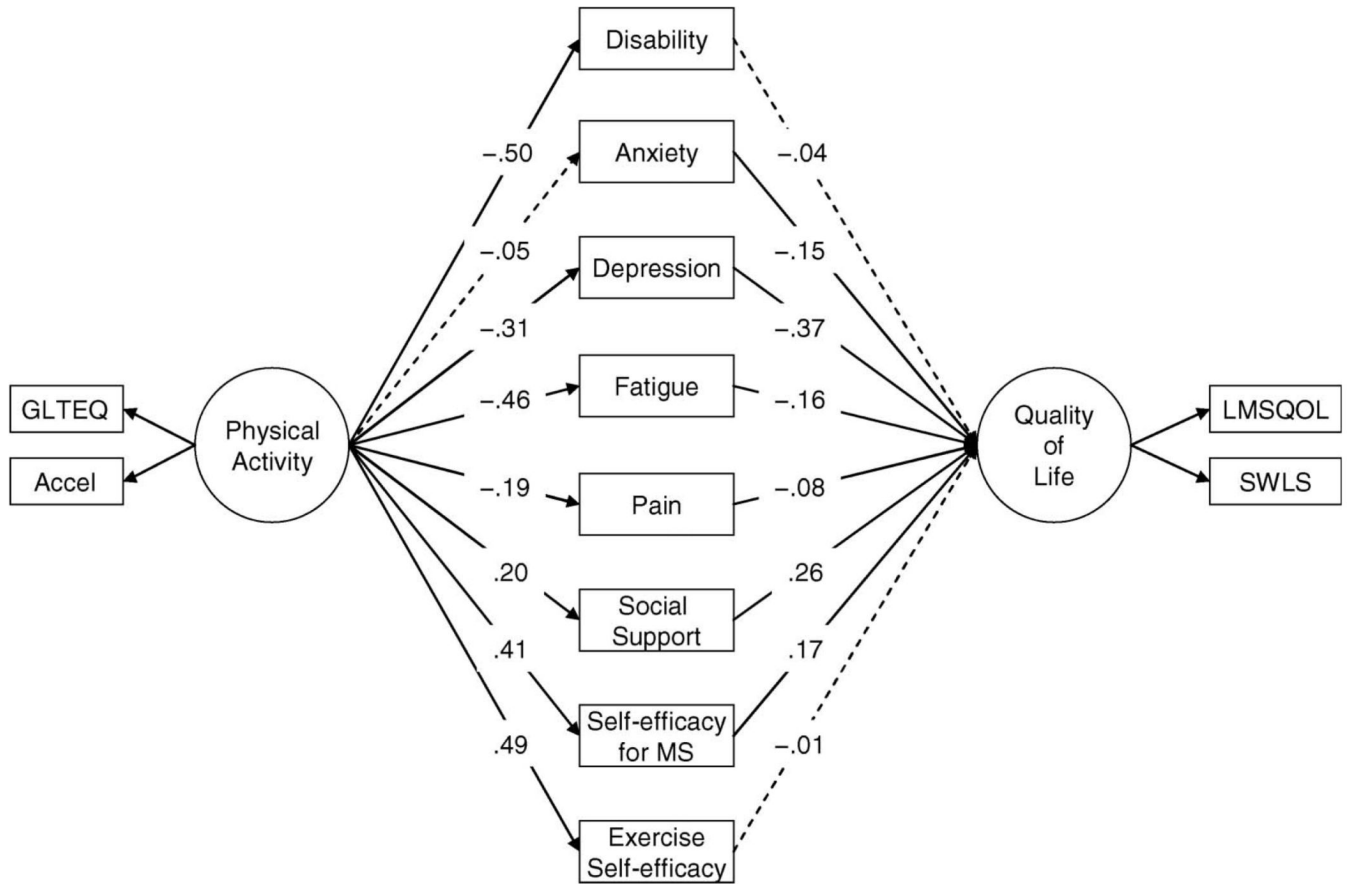 Disability
Anxiety
Depression
Fatigue
Pain
Social
Support
Self-efficacy
for MS
Exercise
Self-efficacy
–.50
–.05
–.31
–.46
–.19
.20
.41
.49
–.04
–.15
–.37
–.16
–.08
.26
.17
–.01
GLTEQ
Accel
Physical
Activity
Quality
of
Life
LMSQOL
SWLS